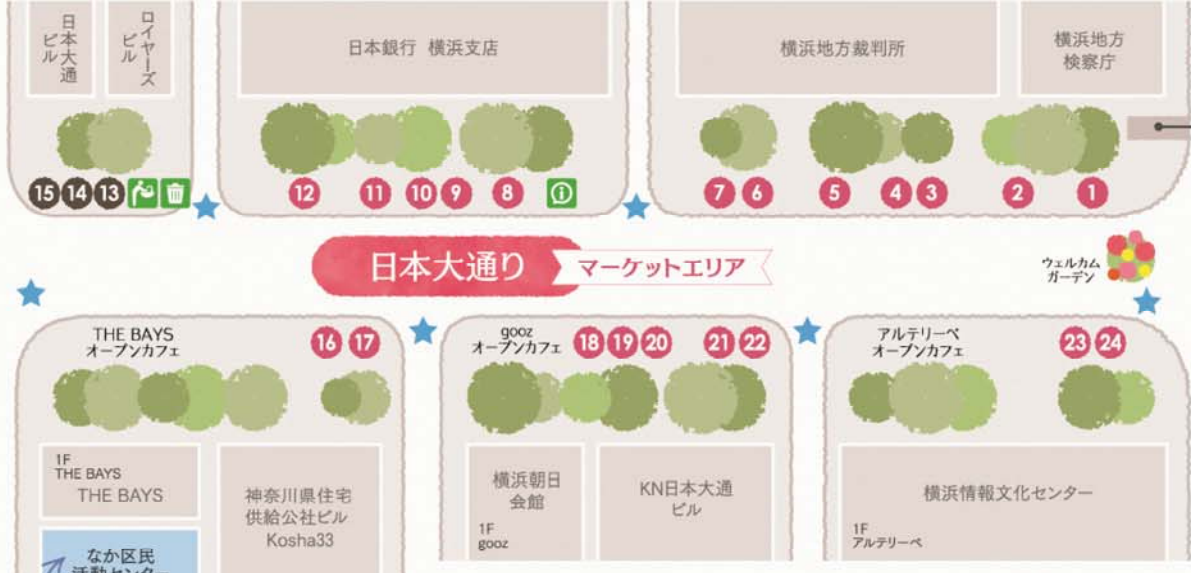 日本大通
ビル
ロイヤーズ
ビル
日本銀行 横浜支店
横浜地方裁判所
横浜地方
検察庁
15 14 13
12 11 10 9 8
7 6 5 4 3 2 1
日本大通り マーケットエリア
ウェルカム
ガーデン
THE BAYS
オープンカフェ
16 17
gooz
オープンカフェ
18 19 20 21 22
アルテリーベ
オープンカフェ
23 24
1F
THE BAYS
THE BAYS
神奈川県住宅
供給公社ビル
Kosha33
横浜朝日
会館
1F
gooz
KN日本大通
ビル
横浜情報文化センター
1F
アルテリーベ
なか区民
活動センター